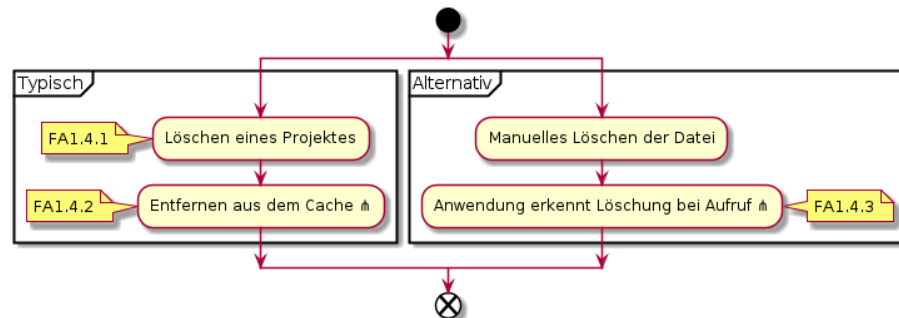 Typisch
FA1.4.1
Löschen eines Projektes
FA1.4.2
Entfernen aus dem Cache ⋔
Alternativ
Manuelles Löschen der Datei
Anwendung erkennt Löschung bei Aufruf ⋔
FA1.4.3